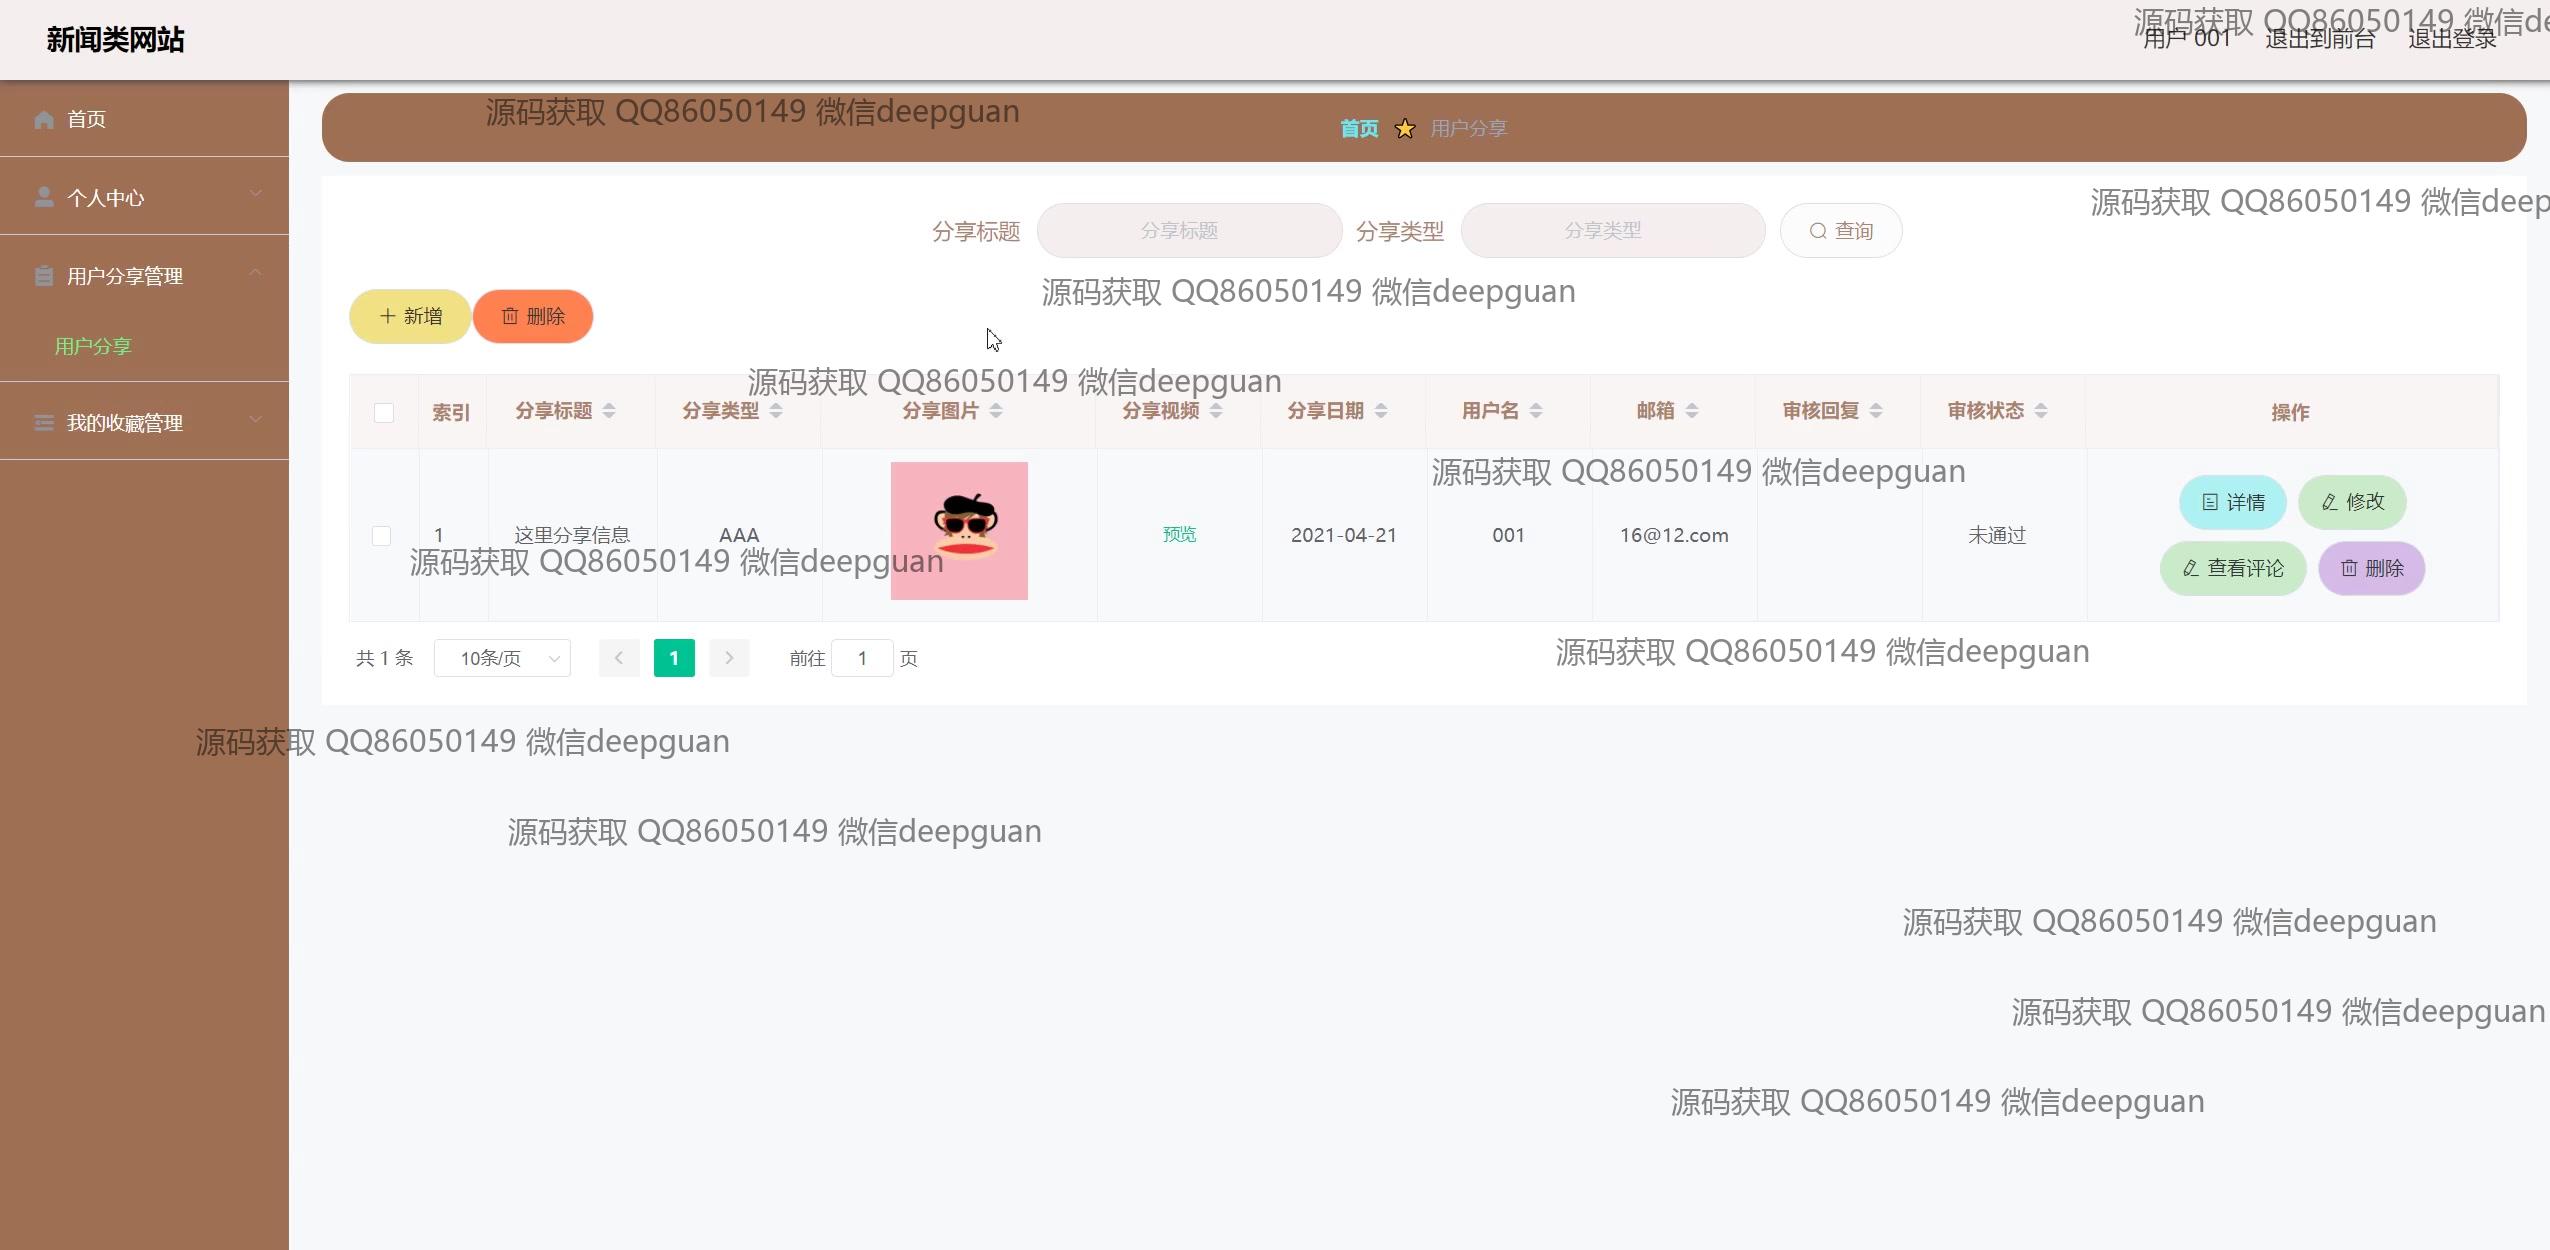 新闻类网站
源码获取 QQ86050149 微信de
用户 001 退出到前台 退出登录
首页
个人中心
用户分享管理
用户分享
我的收藏管理
源码获取 QQ86050149 微信deepguan
首页 用户分享
源码获取 QQ86050149 微信deep
分享标题 分享标题 分享类型 分享类型 查询
源码获取 QQ86050149 微信deepguan
新增 删除
源码获取 QQ86050149 微信deepguan
索引 分享标题 分享类型 分享图片 分享视频 分享日期 用户名 邮箱 审核回复 审核状态 操作
源码获取 QQ86050149 微信deepguan
详情 修改
1 这里分享信息 AAA 预览 2021-04-21 001 16@12.com 未通过
源码获取 QQ86050149 微信deepguan
查看评论 删除
共 1 条 10条/页 1 前往 1 页
源码获取 QQ86050149 微信deepguan
源码获取 QQ86050149 微信deepguan
源码获取 QQ86050149 微信deepguan
源码获取 QQ86050149 微信deepguan
源码获取 QQ86050149 微信deepguan
源码获取 QQ86050149 微信deepguan